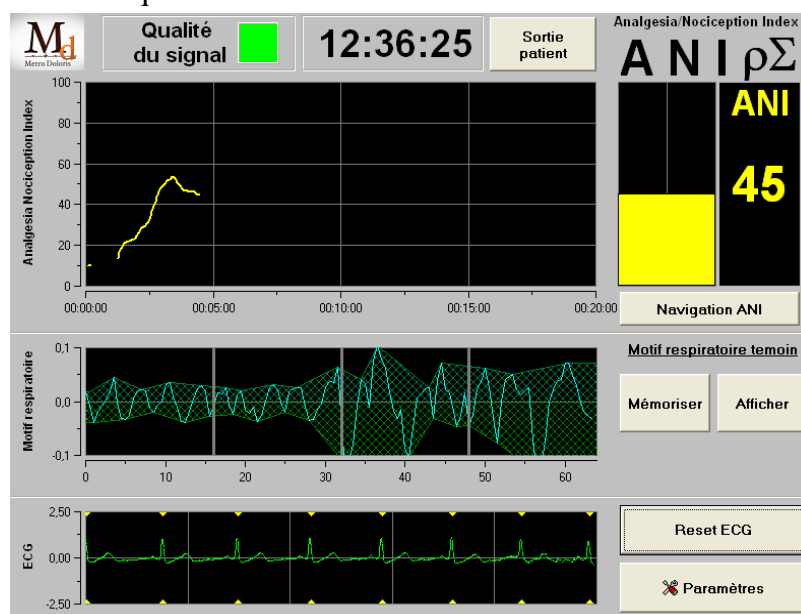 Md
Metro Doloris
Qualité
du signal
12:36:25
Sortie
patient
Analgesia/Nociception Index
A N I ρΣ
Analgesia Nociception Index
100
80
60
40
20
0
00:00:00 00:05:00 00:10:00 00:15:00 00:20:00
ANI
45
Navigation ANI
Motif respiratoire
0,1
0,0
-0,1
0 10 20 30 40 50 60
Motif respiratoire temoin
Mémoriser
Afficher
ECG
2,50
0,00
-2,50
Reset ECG
Paramètres